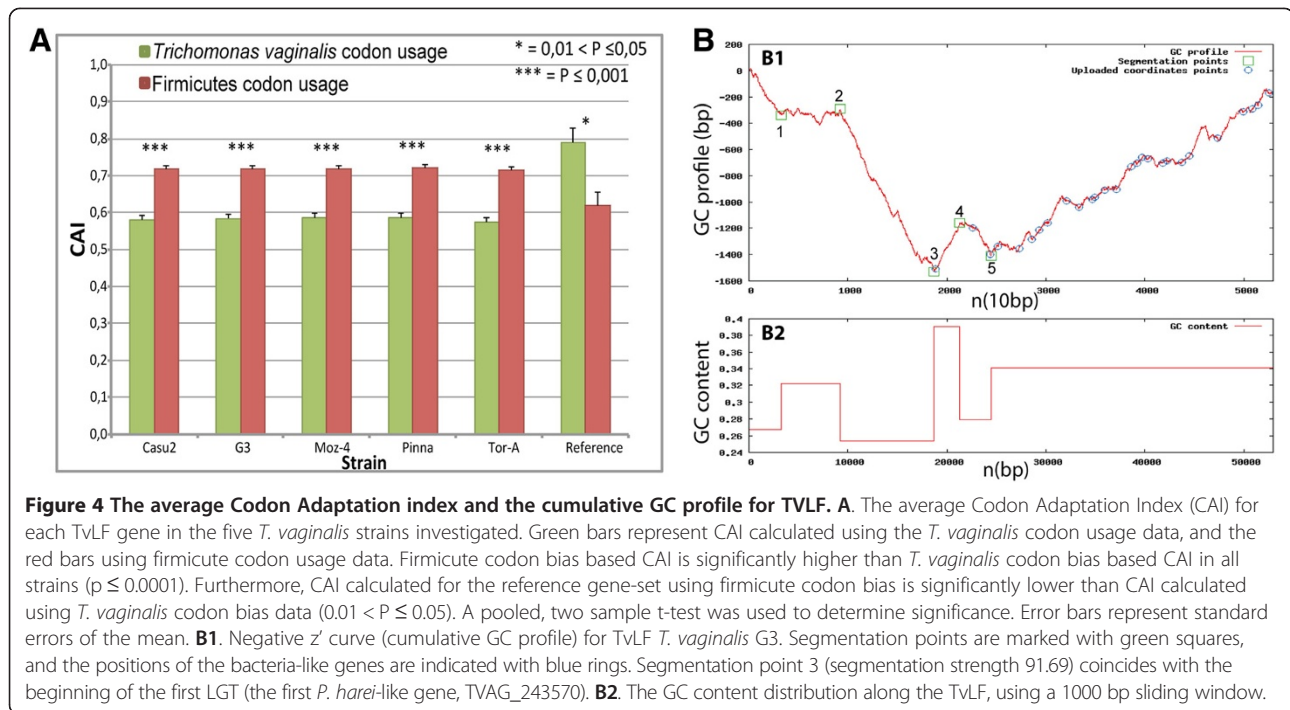 A
Trichomonas vaginalis codon usage
Firmicutes codon usage
* = 0,01 < P ≤0,05
*** = P ≤ 0,001
CAI
1,0
0,9
0,8
0,7
0,6
0,5
0,4
0,3
0,2
0,1
0,0
***
***
***
***
***
*
Casu2
G3
Moz-4
Pinna
Tor-A
Reference
Strain
B
B1
GC profile
Segmentation points
Uploaded coordinates points
GC profile (bp)
200
0
-200
-400
-600
-800
-1000
-1200
-1400
-1600
1
2
3
4
5
0
1000
2000
3000
4000
5000
n(10bp)
B2
GC content
GC content
0.4
0.36
0.32
0.28
0.24
0
10000
20000
30000
40000
50000
n(bp)
Figure 4 The average Codon Adaptation index and the cumulative GC profile for TVLF. A. The average Codon Adaptation Index (CAI) for
each TvLF gene in the five T. vaginalis strains investigated. Green bars represent CAI calculated using the T. vaginalis codon usage data, and the
red bars using firmicute codon usage data. Firmicute codon bias based CAI is significantly higher than T. vaginalis codon bias based CAI in all
strains (p ≤ 0.0001). Furthermore, CAI calculated for the reference gene-set using firmicute codon bias is significantly lower than CAI calculated
using T. vaginalis codon bias data (0.01 < P ≤ 0.05). A pooled, two sample t-test was used to determine significance. Error bars represent standard
errors of the mean. B1. Negative z′ curve (cumulative GC profile) for TvLF T. vaginalis G3. Segmentation points are marked with green squares,
and the positions of the bacteria-like genes are indicated with blue rings. Segmentation point 3 (segmentation strength 91.69) coincides with the
beginning of the first LGT (the first P. harei-like gene, TVAG_243570). B2. The GC content distribution along the TvLF, using a 1000 bp sliding window.